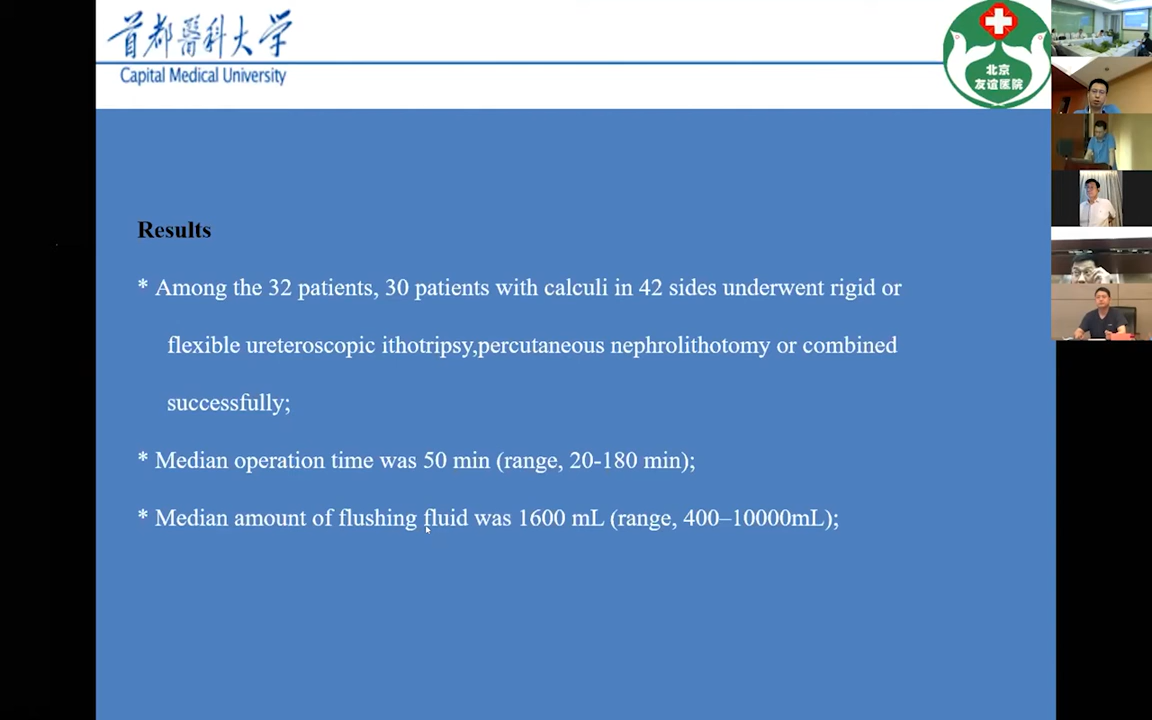 首都醫科大学
Capital Medical University
北京
友谊医院
Results
* Among the 32 patients, 30 patients with calculi in 42 sides underwent rigid or
flexible ureteroscopic ithotripsy,percutaneous nephrolithotomy or combined
successfully;
* Median operation time was 50 min (range, 20-180 min);
* Median amount of flushing fluid was 1600 mL (range, 400–10000mL);